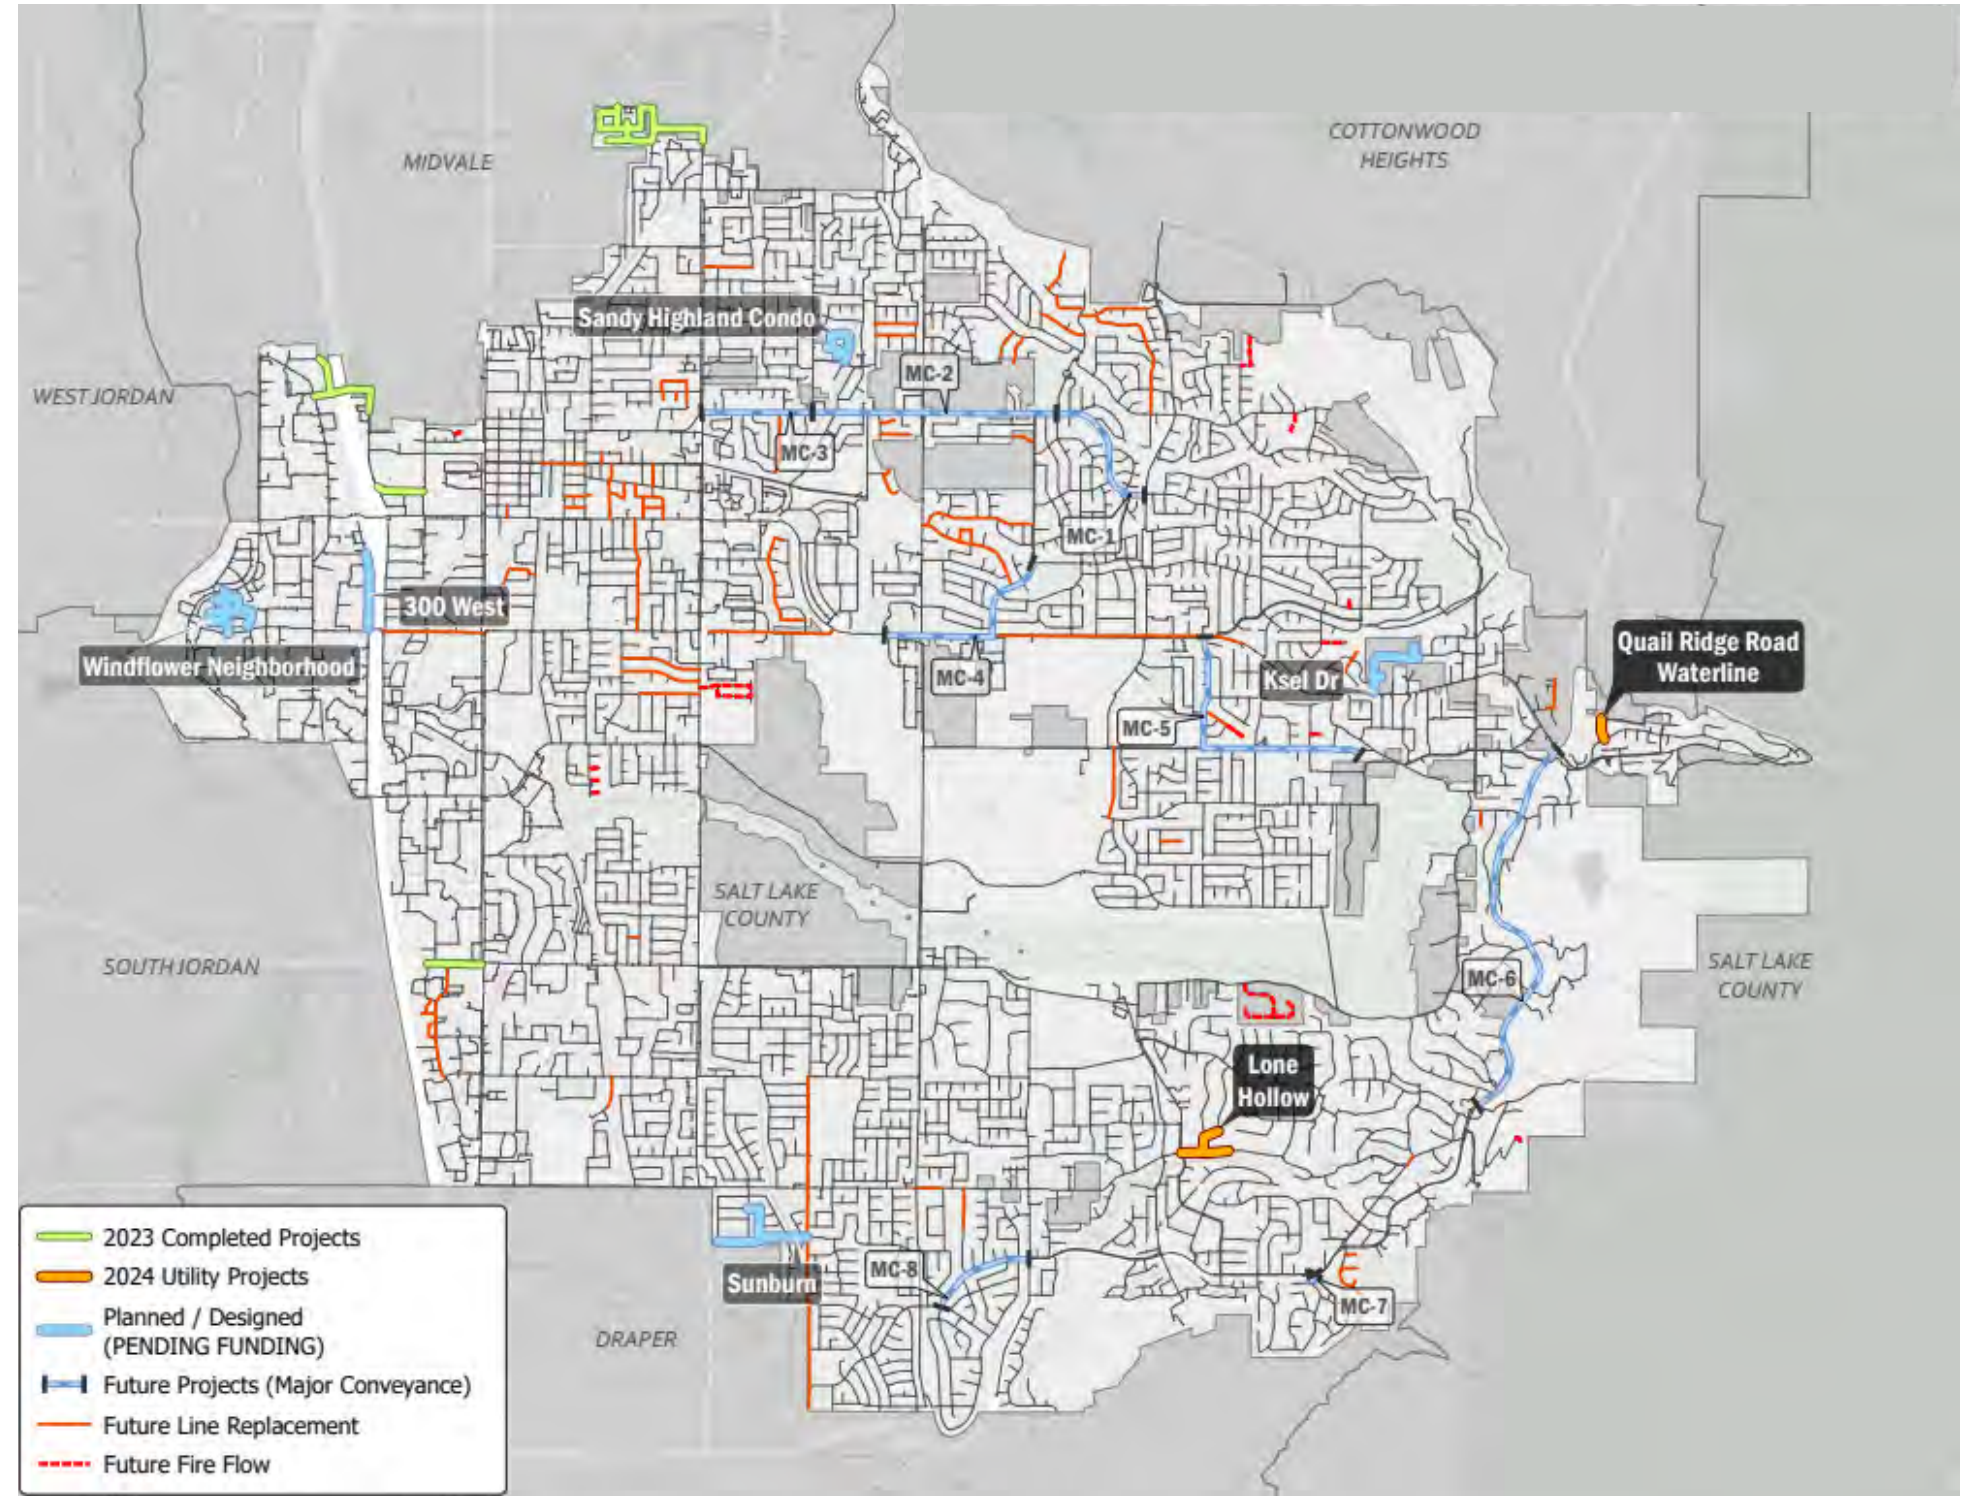 COTTONWOOD
HEIGHTS
MIDVALE
Sandy Highland Condo
MC-2
WEST JORDAN
MC-3
MC-1
300 West
Quail Ridge Road
Waterline
Windflower Neighborhood
MC-4
Ksel Dr
MC-5
SALT LAKE
COUNTY
SOUTH JORDAN
MC-6
SALT LAKE
COUNTY
Lone
Hollow
MC-8
Sunburn
MC-7
DRAPER
2023 Completed Projects
2024 Utility Projects
Planned / Designed
(PENDING FUNDING)
Future Projects (Major Conveyance)
Future Line Replacement
Future Fire Flow